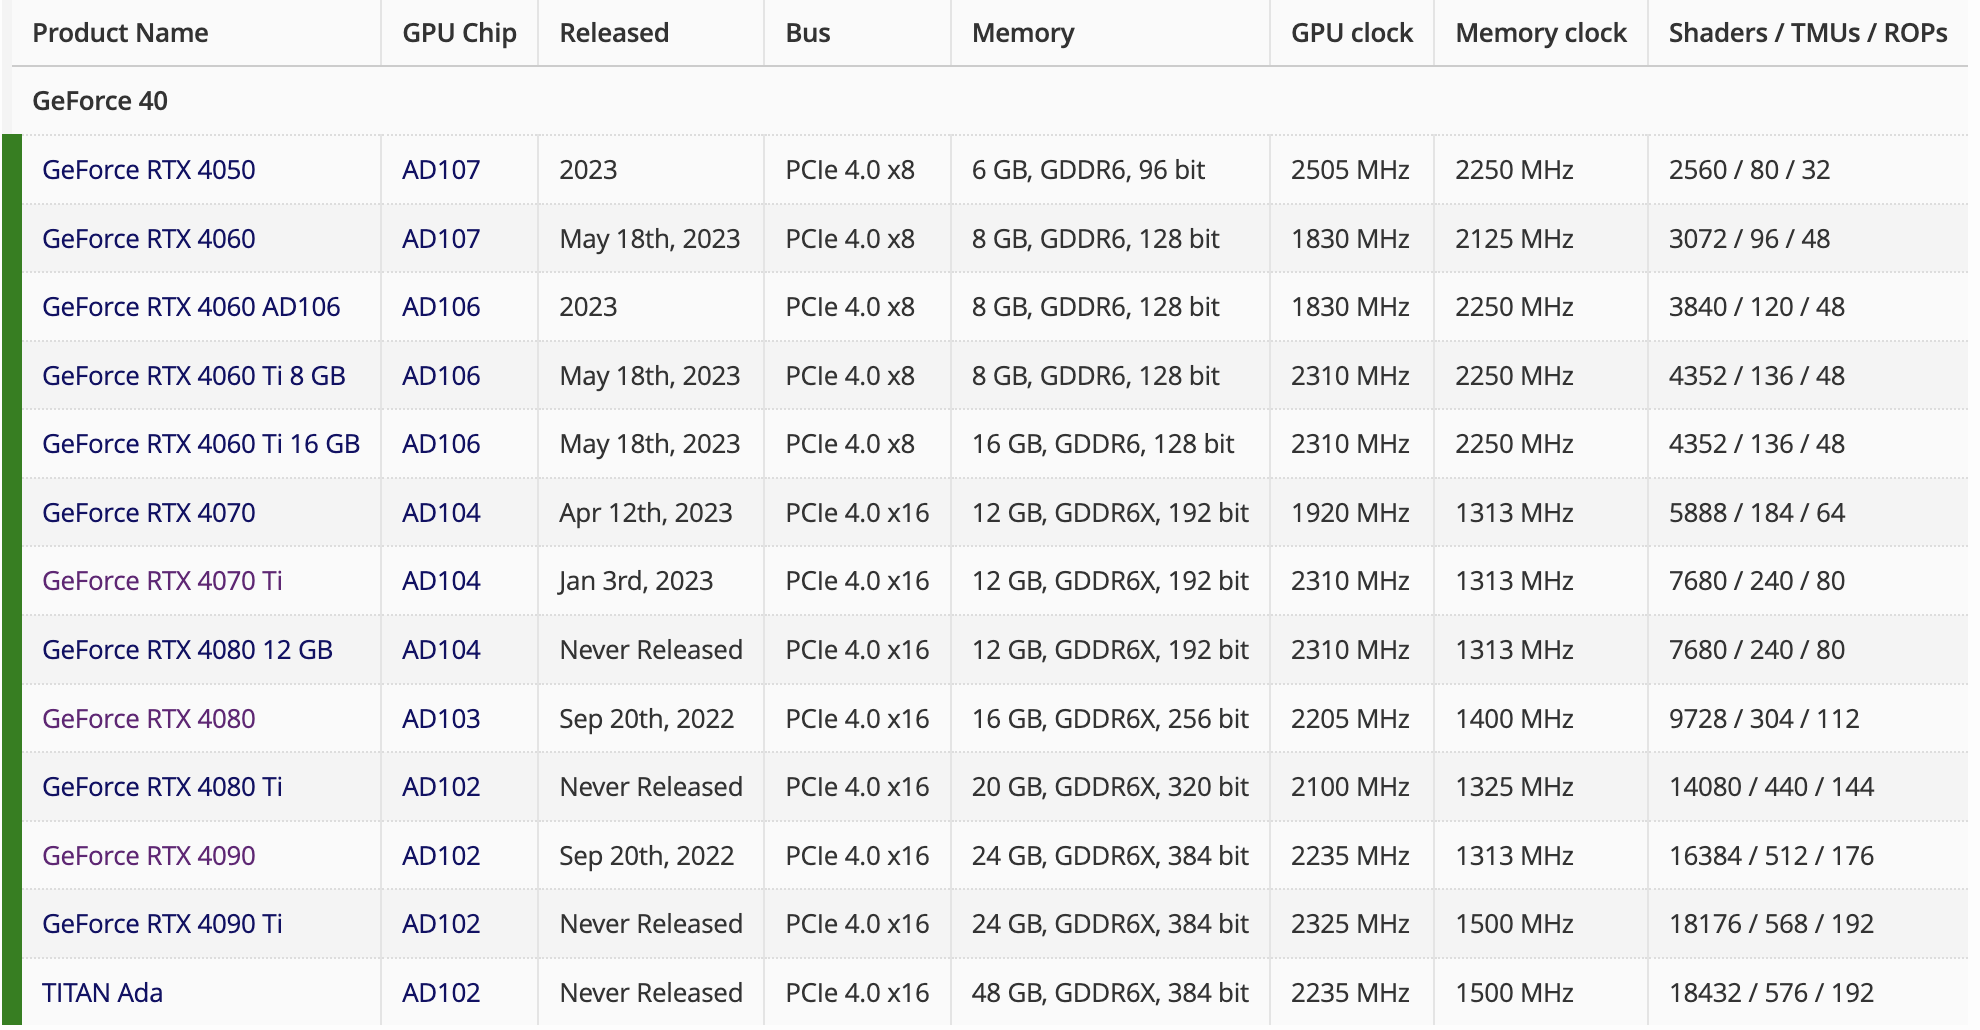 Product Name GPU Chip Released Bus Memory GPU clock Memory clock Shaders / TMUs / ROPs
GeForce 40
GeForce RTX 4050 AD107 2023 PCIe 4.0 x8 6 GB, GDDR6, 96 bit 2505 MHz 2250 MHz 2560 / 80 / 32
GeForce RTX 4060 AD107 May 18th, 2023 PCIe 4.0 x8 8 GB, GDDR6, 128 bit 1830 MHz 2125 MHz 3072 / 96 / 48
GeForce RTX 4060 AD106 AD106 2023 PCIe 4.0 x8 8 GB, GDDR6, 128 bit 1830 MHz 2250 MHz 3840 / 120 / 48
GeForce RTX 4060 Ti 8 GB AD106 May 18th, 2023 PCIe 4.0 x8 8 GB, GDDR6, 128 bit 2310 MHz 2250 MHz 4352 / 136 / 48
GeForce RTX 4060 Ti 16 GB AD106 May 18th, 2023 PCIe 4.0 x8 16 GB, GDDR6, 128 bit 2310 MHz 2250 MHz 4352 / 136 / 48
GeForce RTX 4070 AD104 Apr 12th, 2023 PCIe 4.0 x16 12 GB, GDDR6X, 192 bit 1920 MHz 1313 MHz 5888 / 184 / 64
GeForce RTX 4070 Ti AD104 Jan 3rd, 2023 PCIe 4.0 x16 12 GB, GDDR6X, 192 bit 2310 MHz 1313 MHz 7680 / 240 / 80
GeForce RTX 4080 12 GB AD104 Never Released PCIe 4.0 x16 12 GB, GDDR6X, 192 bit 2310 MHz 1313 MHz 7680 / 240 / 80
GeForce RTX 4080 AD103 Sep 20th, 2022 PCIe 4.0 x16 16 GB, GDDR6X, 256 bit 2205 MHz 1400 MHz 9728 / 304 / 112
GeForce RTX 4080 Ti AD102 Never Released PCIe 4.0 x16 20 GB, GDDR6X, 320 bit 2100 MHz 1325 MHz 14080 / 440 / 144
GeForce RTX 4090 AD102 Sep 20th, 2022 PCIe 4.0 x16 24 GB, GDDR6X, 384 bit 2235 MHz 1313 MHz 16384 / 512 / 176
GeForce RTX 4090 Ti AD102 Never Released PCIe 4.0 x16 24 GB, GDDR6X, 384 bit 2325 MHz 1500 MHz 18176 / 568 / 192
TITAN Ada AD102 Never Released PCIe 4.0 x16 48 GB, GDDR6X, 384 bit 2235 MHz 1500 MHz 18432 / 576 / 192